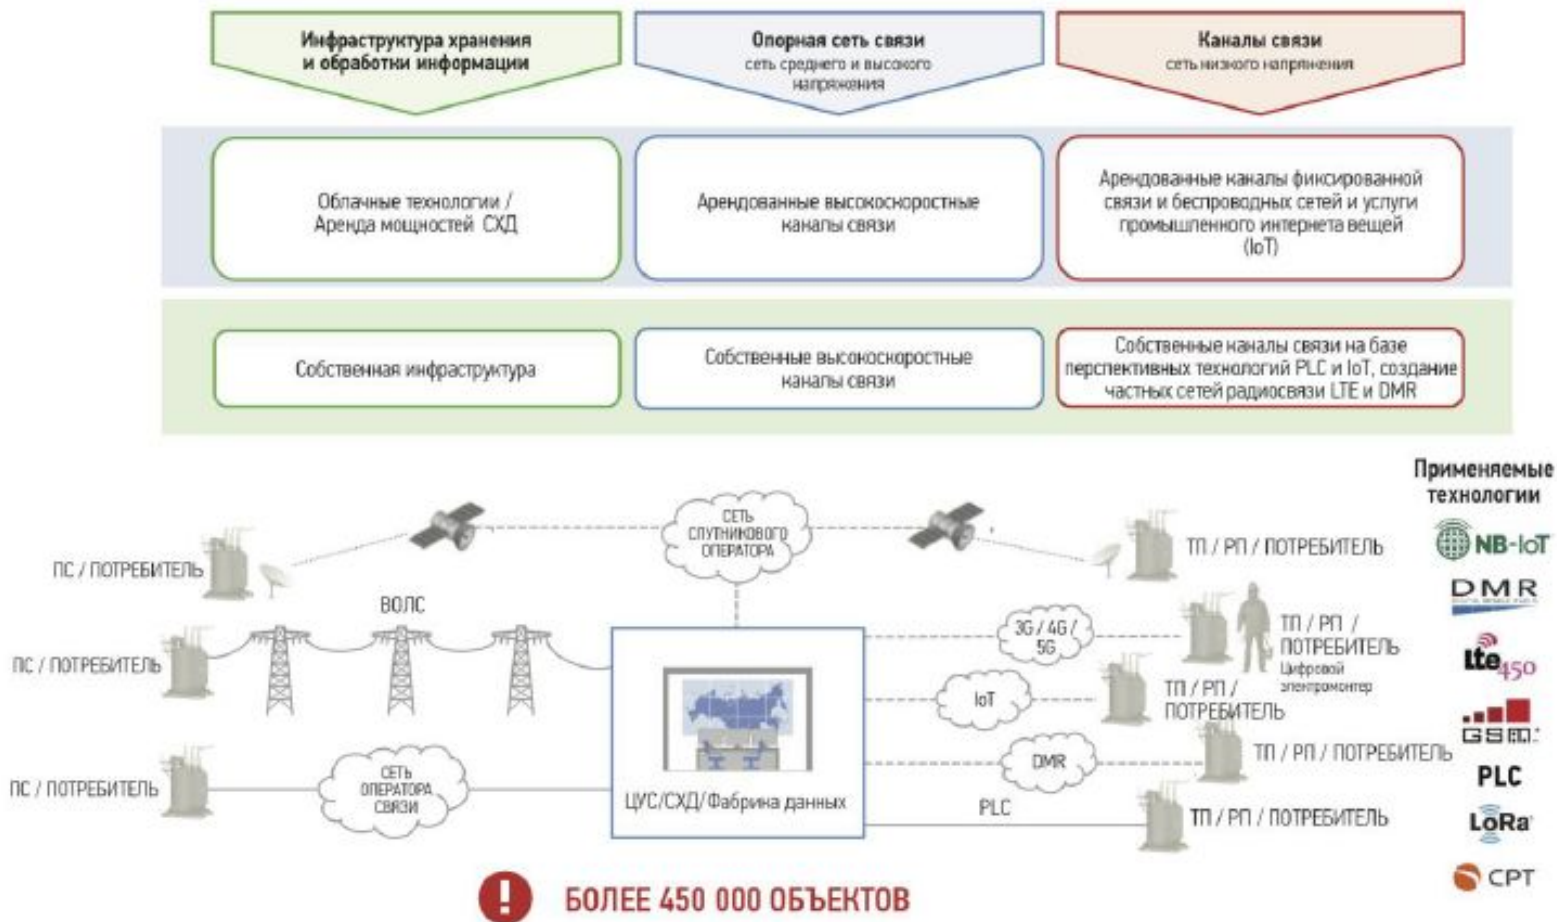 Инфраструктура хранения
и обработки информации
Опорная сеть связи
сеть среднего и высокого
напряжения
Каналы связи
сеть низкого напряжения
Облачные технологии /
Аренда мощностей СХД
Арендованные высокоскоростные
каналы связи
Арендованные каналы фиксированной
связи и беспроводных сетей и услуги
промышленного интернета вещей
(IoT)
Собственная инфраструктура
Собственные высокоскоростные
каналы связи
Собственные каналы связи на базе
перспективных технологий PLC и IoT, создание
частных сетей радиосвязи LTE и DMR
Применяемые
технологии
ПС / ПОТРЕБИТЕЛЬ
СЕТЬ
СПУТНИКОВОГО
ОПЕРАТОРА
ТП / РП / ПОТРЕБИТЕЛЬ
NB-IoT
ВОЛС
ПС / ПОТРЕБИТЕЛЬ
3G / 4G /
5G
ТП / РП /
ПОТРЕБИТЕЛЬ
Цифровой
электромонтер
DMR
IoT
ТП / РП /
ПОТРЕБИТЕЛЬ
Lte450
ПС / ПОТРЕБИТЕЛЬ
СЕТЬ
ОПЕРАТОРА
СВЯЗИ
ЦУС/СХД/Фабрика данных
DMR
ТП / РП / ПОТРЕБИТЕЛЬ
GSM
PLC
ТП / РП / ПОТРЕБИТЕЛЬ
PLC
LoRa
СРТ
! БОЛЕЕ 450 000 ОБЪЕКТОВ